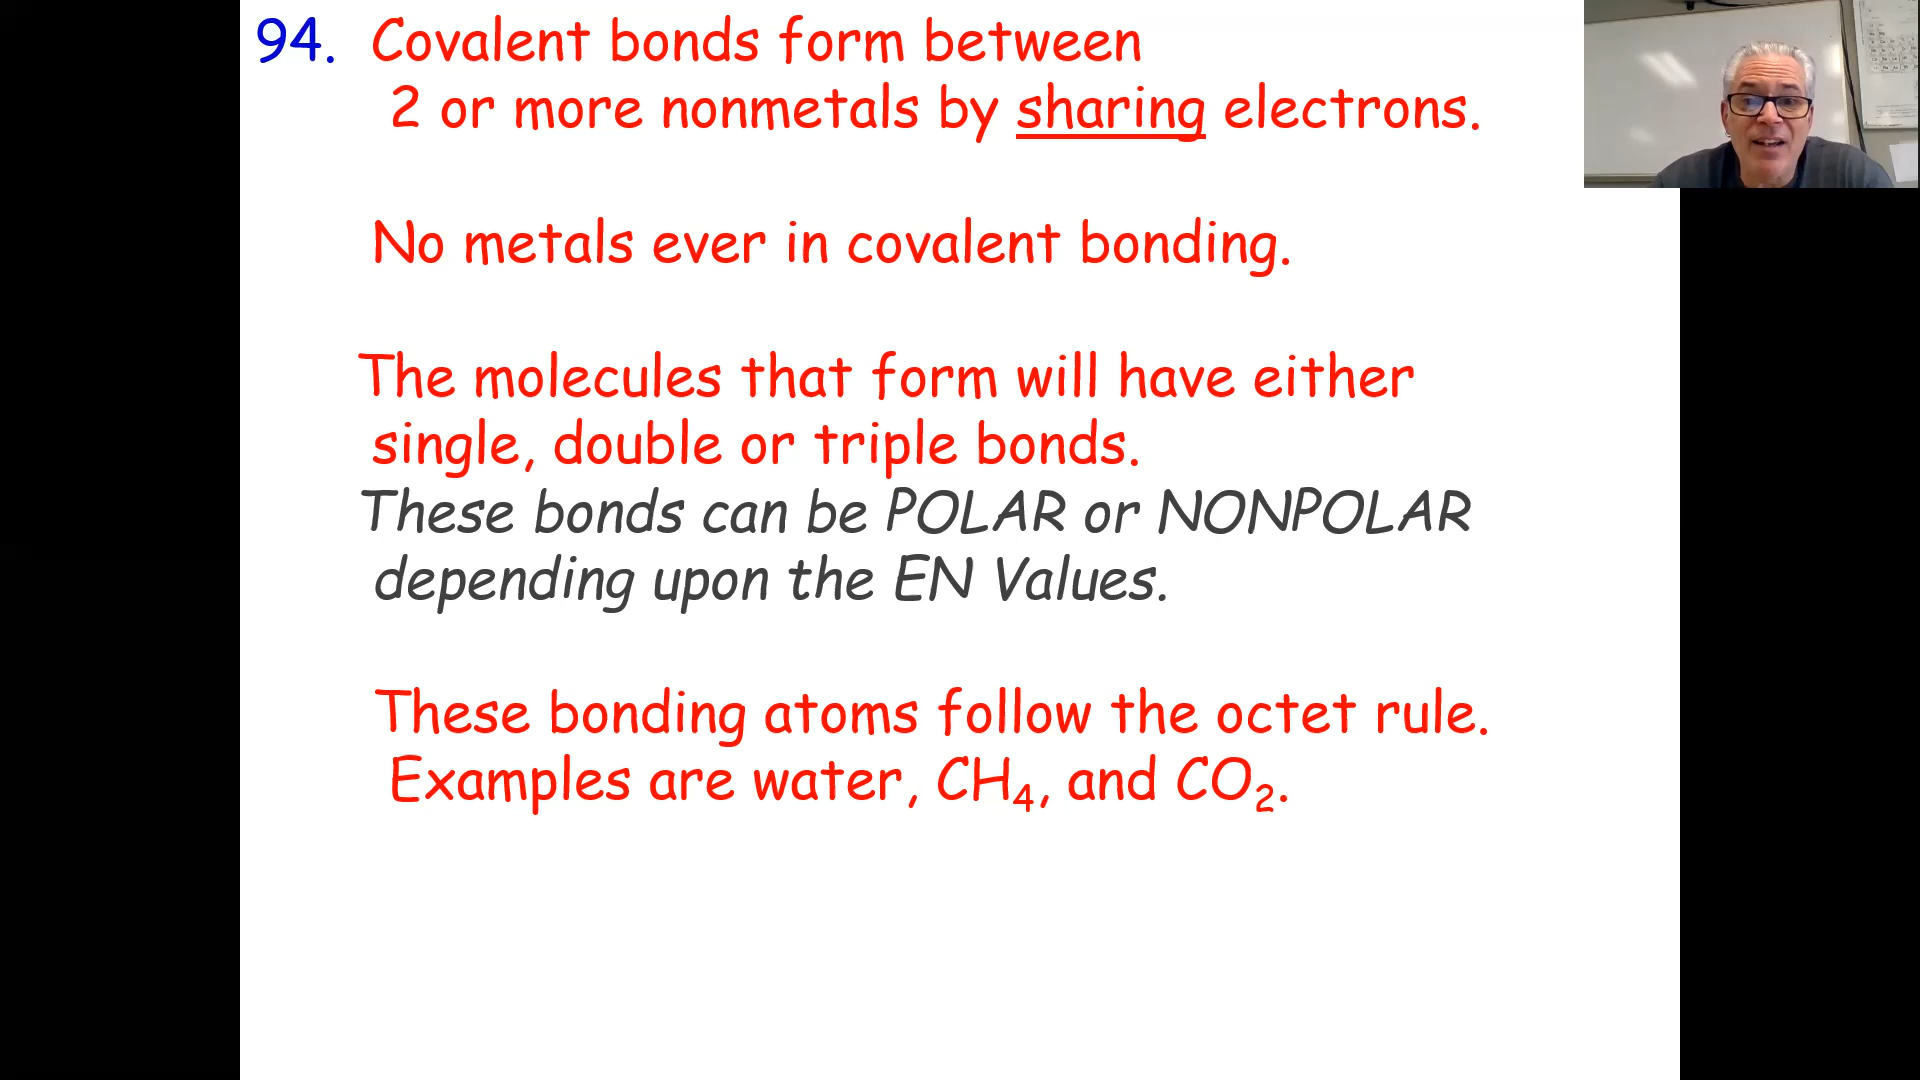 94. Covalent bonds form between
2 or more nonmetals by sharing electrons.
No metals ever in covalent bonding.
The molecules that form will have either
single, double or triple bonds.
These bonds can be POLAR or NONPOLAR
depending upon the EN Values.
These bonding atoms follow the octet rule.
Examples are water, CH₄, and CO₂.